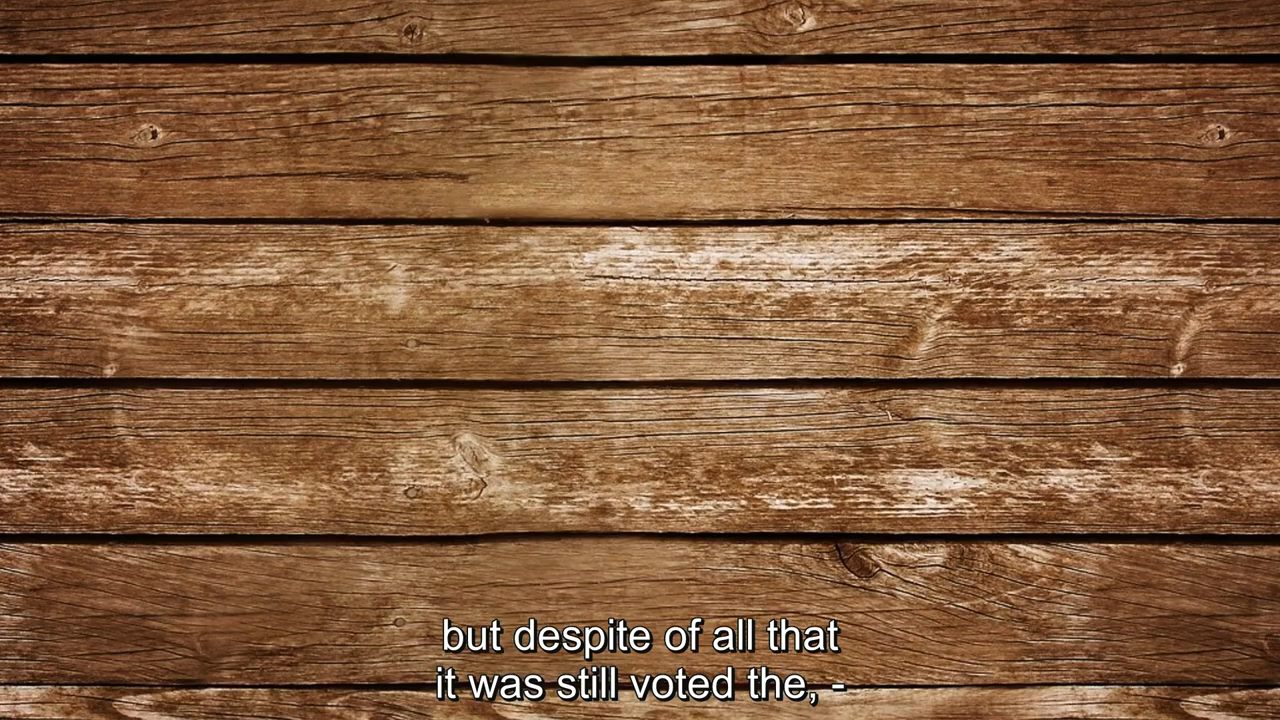 but despite of all that
it was still voted the, -